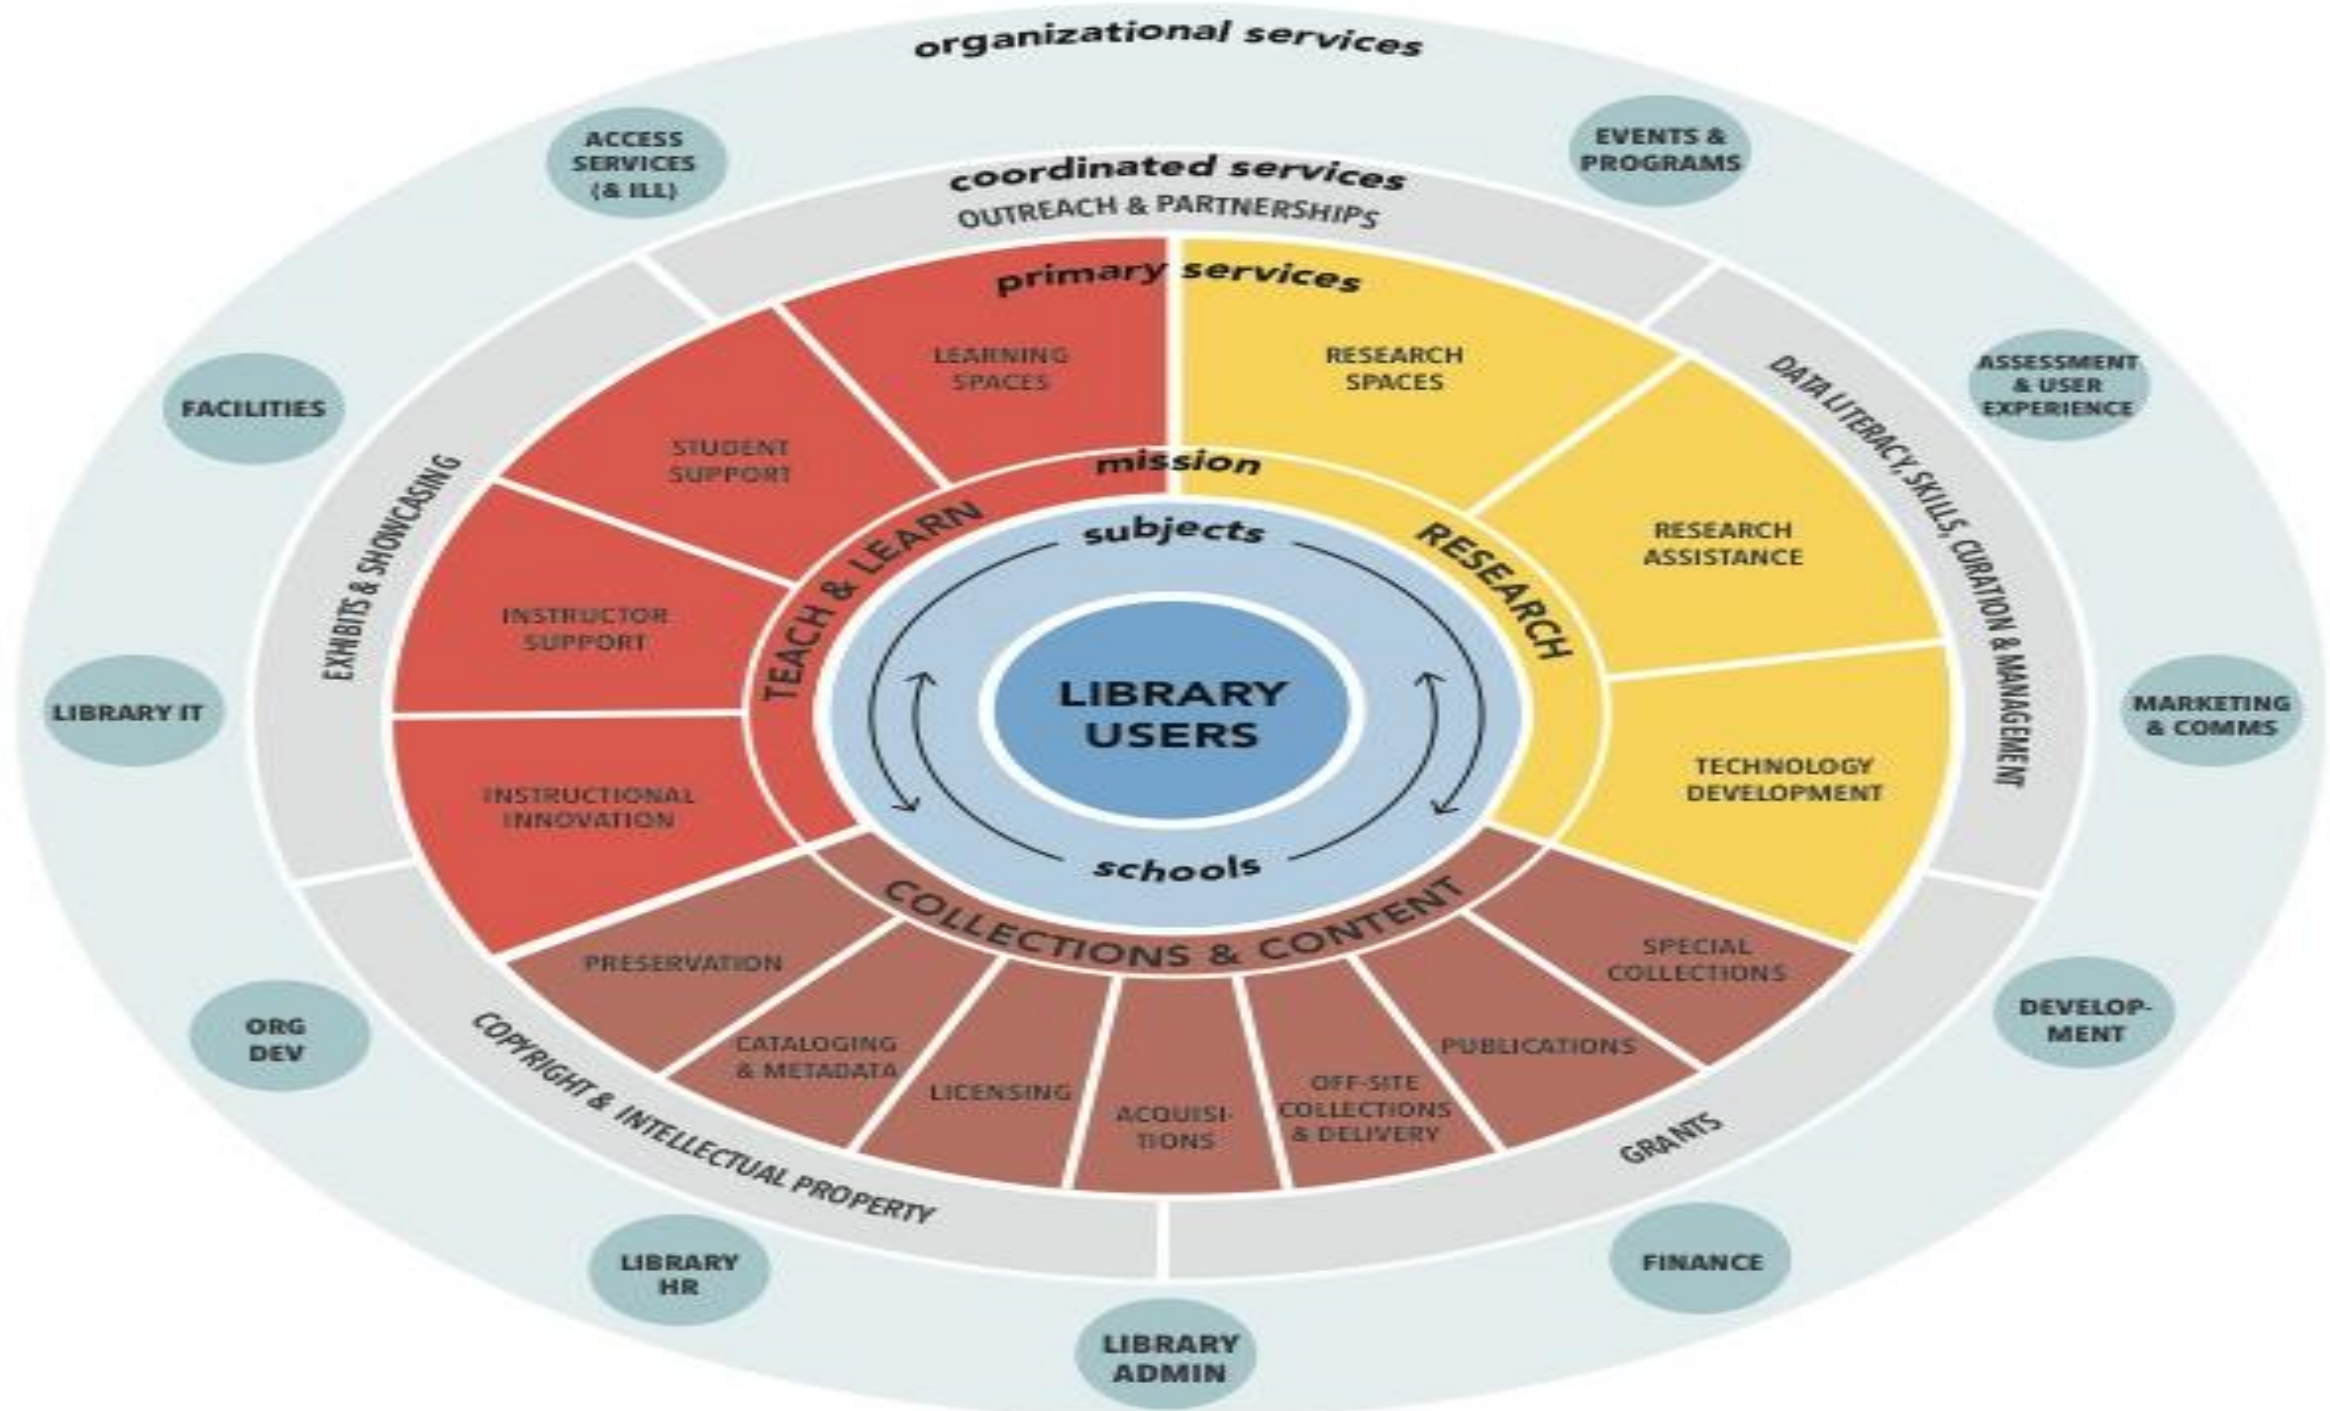 organizational services
ACCESS
SERVICES
(& ILL)
EVENTS &
PROGRAMS
coordinated services
OUTREACH & PARTNERSHIPS
primary services
LEARNING
SPACES
RESEARCH
SPACES
FACILITIES
ASSESSMENT
& USER
EXPERIENCE
EXHIBITS & SHOWCASING
DATA LITERACY, SKILLS, CURATION & MANAGEMENT
STUDENT
SUPPORT
mission
TEACH & LEARN
RESEARCH
RESEARCH
ASSISTANCE
subjects
INSTRUCTOR
SUPPORT
LIBRARY
USERS
LIBRARY IT
MARKETING
& COMMS
INSTRUCTIONAL
INNOVATION
TECHNOLOGY
DEVELOPMENT
schools
COLLECTIONS & CONTENT
PRESERVATION
CATALOGING
& METADATA
LICENSING
ACQUISI-
TIONS
OFF-SITE
COLLECTIONS
& DELIVERY
PUBLICATIONS
SPECIAL
COLLECTIONS
ORG
DEV
DEVELOP-
MENT
COPYRIGHT & INTELLECTUAL PROPERTY
GRANTS
LIBRARY
HR
FINANCE
LIBRARY
ADMIN